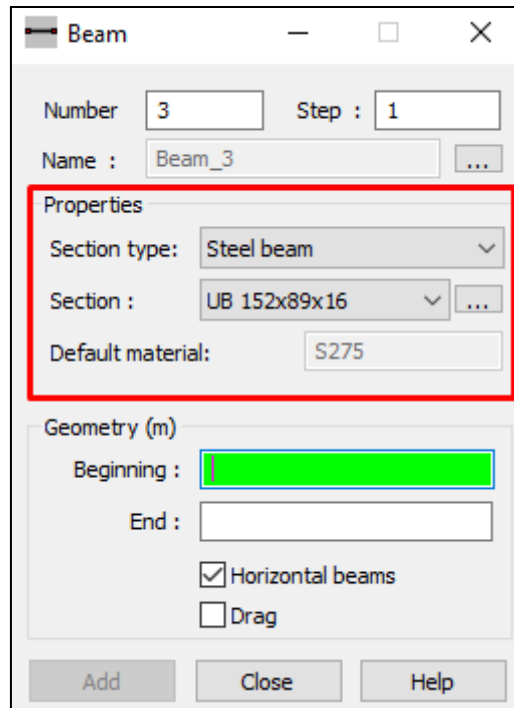 Beam
Number 3 Step : 1
Name : Beam_3 ...
Properties
Section type: Steel beam
Section : UB 152x89x16 ...
Default material: S275
Geometry (m)
Beginning :
End :
Horizontal beams
Drag
Add Close Help